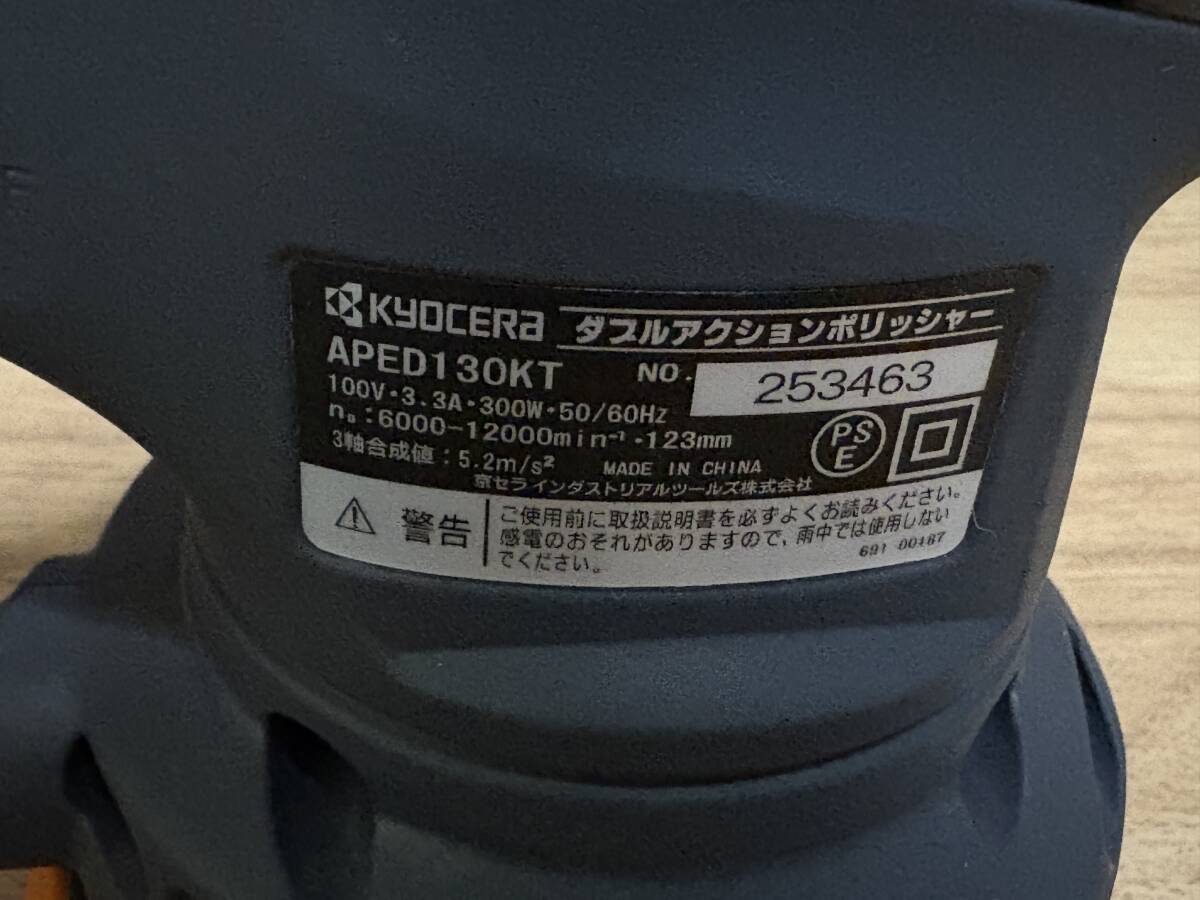 KYOCERA ダブルアクションポリッシャー
APED130KT NO. 253463
100V・3.3A・300W・50/60Hz
n₀:6000-12000min⁻¹・123mm
3軸合成値:5.2m/s² MADE IN CHINA
京セラインダストリアルツールズ株式会社
PS
E
警告
ご使用前に取扱説明書を必ずよくお読みください。
感電のおそれがありますので、雨中では使用しない
でください。
691 00187